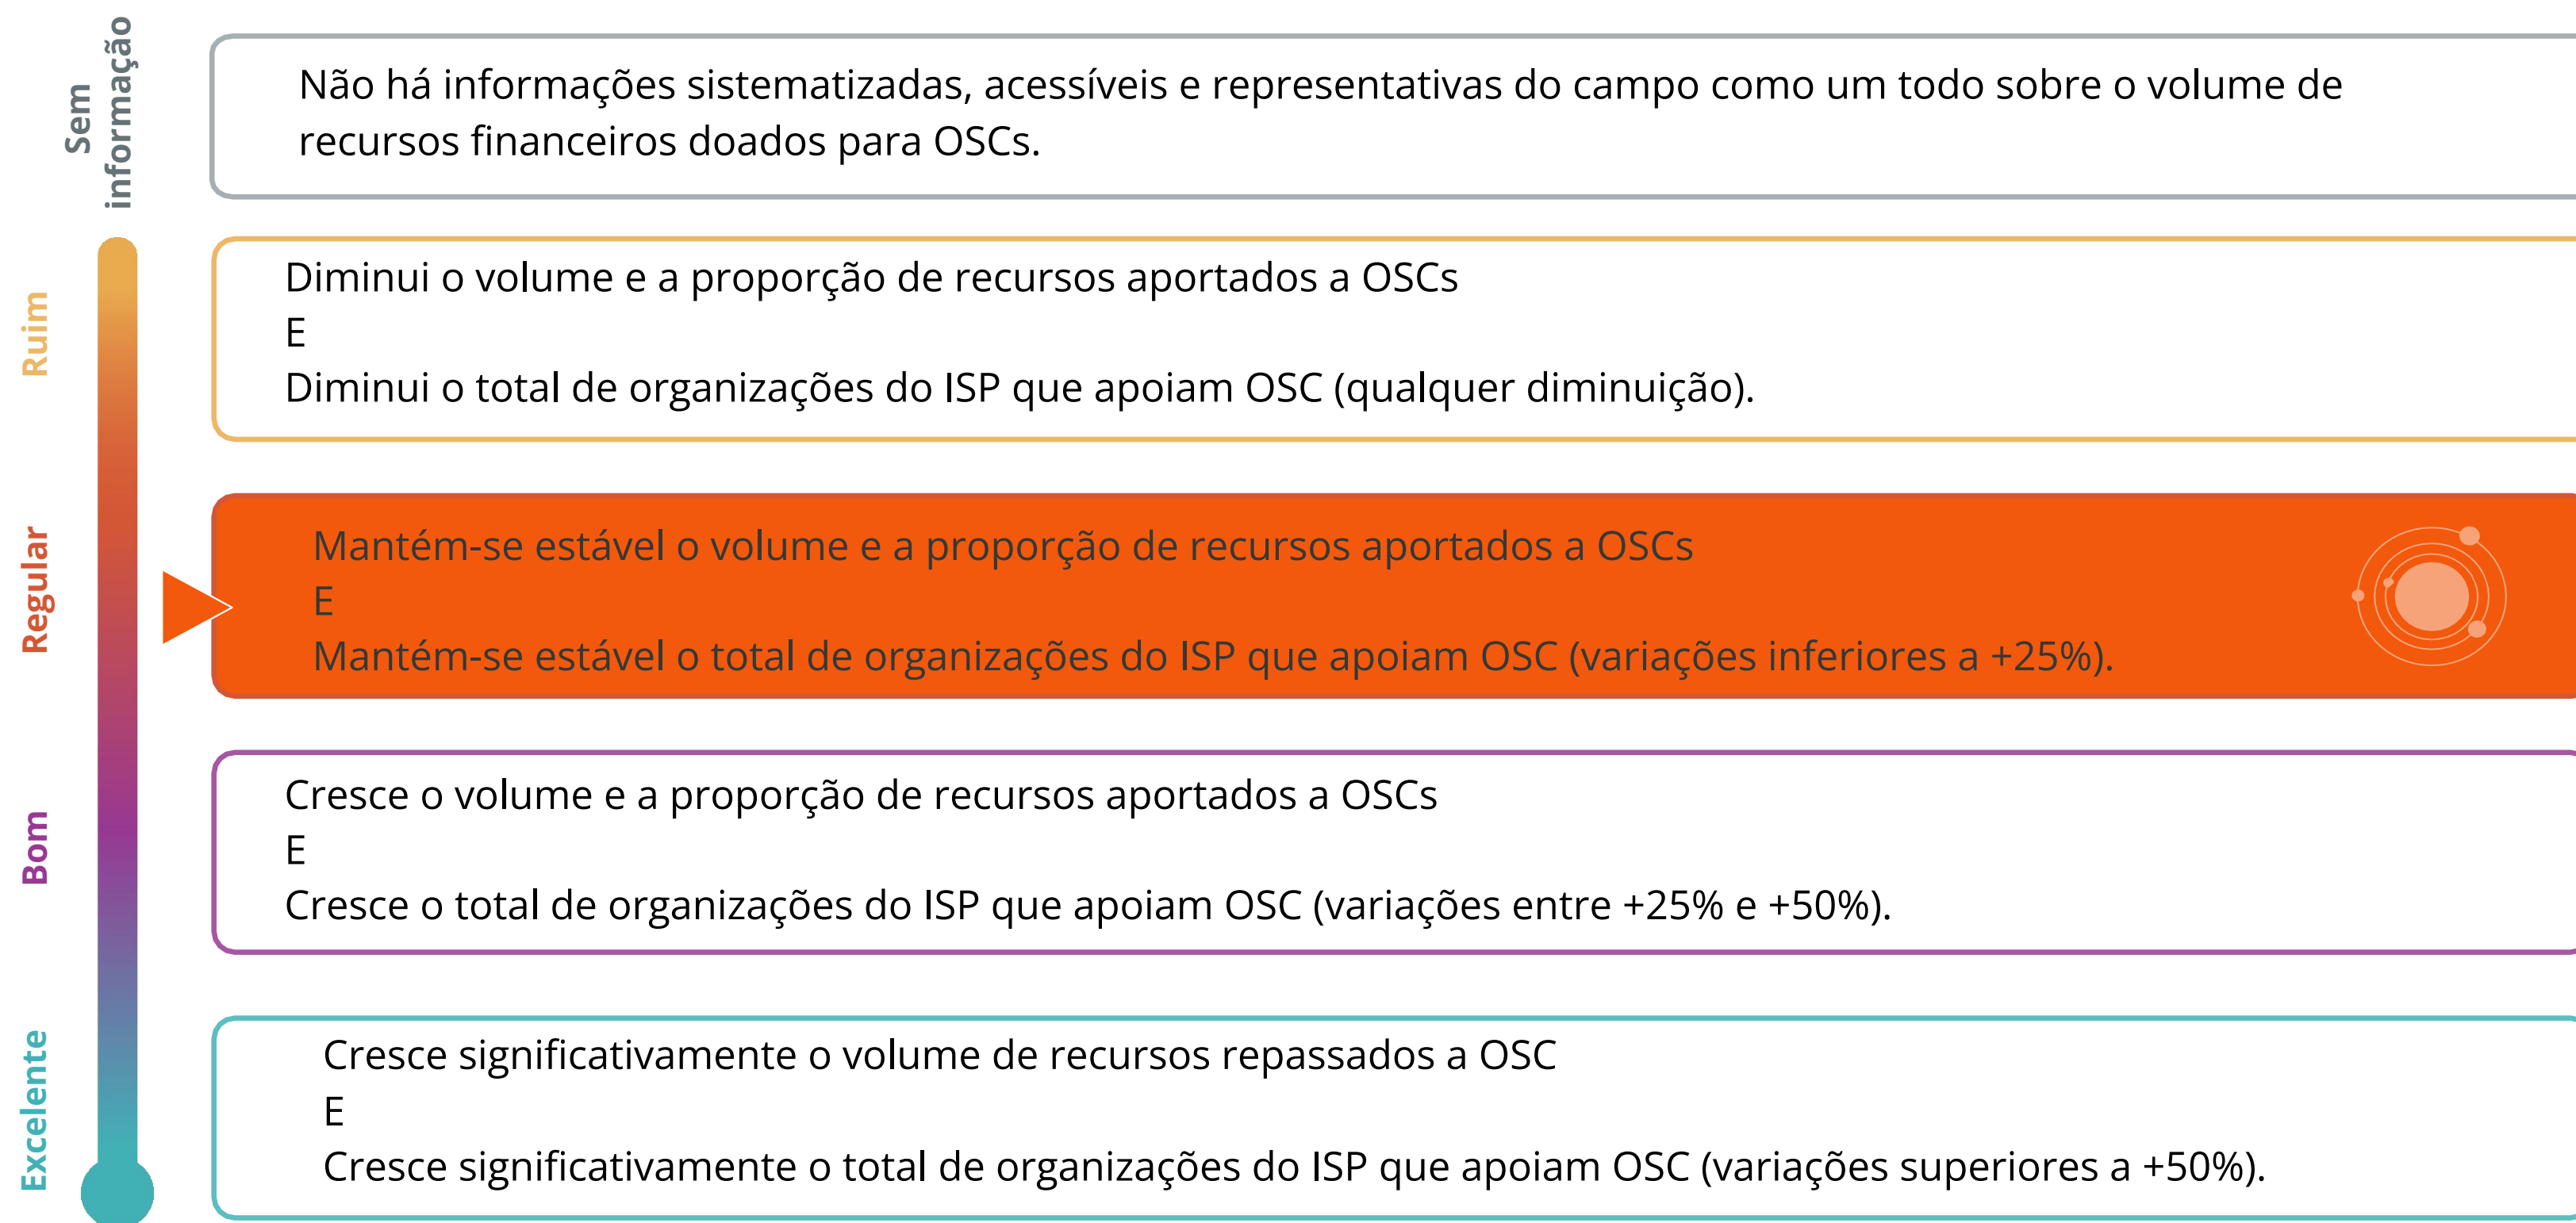 Sem
informação
Não há informações sistematizadas, acessíveis e representativas do campo como um todo sobre o volume de
recursos financeiros doados para OSCs.
Ruim
Diminui o volume e a proporção de recursos aportados a OSCs
E
Diminui o total de organizações do ISP que apoiam OSC (qualquer diminuição).
Regular
Mantém-se estável o volume e a proporção de recursos aportados a OSCs
E
Mantém-se estável o total de organizações do ISP que apoiam OSC (variações inferiores a +25%).
Bom
Cresce o volume e a proporção de recursos aportados a OSCs
E
Cresce o total de organizações do ISP que apoiam OSC (variações entre +25% e +50%).
Excelente
Cresce significativamente o volume de recursos repassados a OSC
E
Cresce significativamente o total de organizações do ISP que apoiam OSC (variações superiores a +50%).